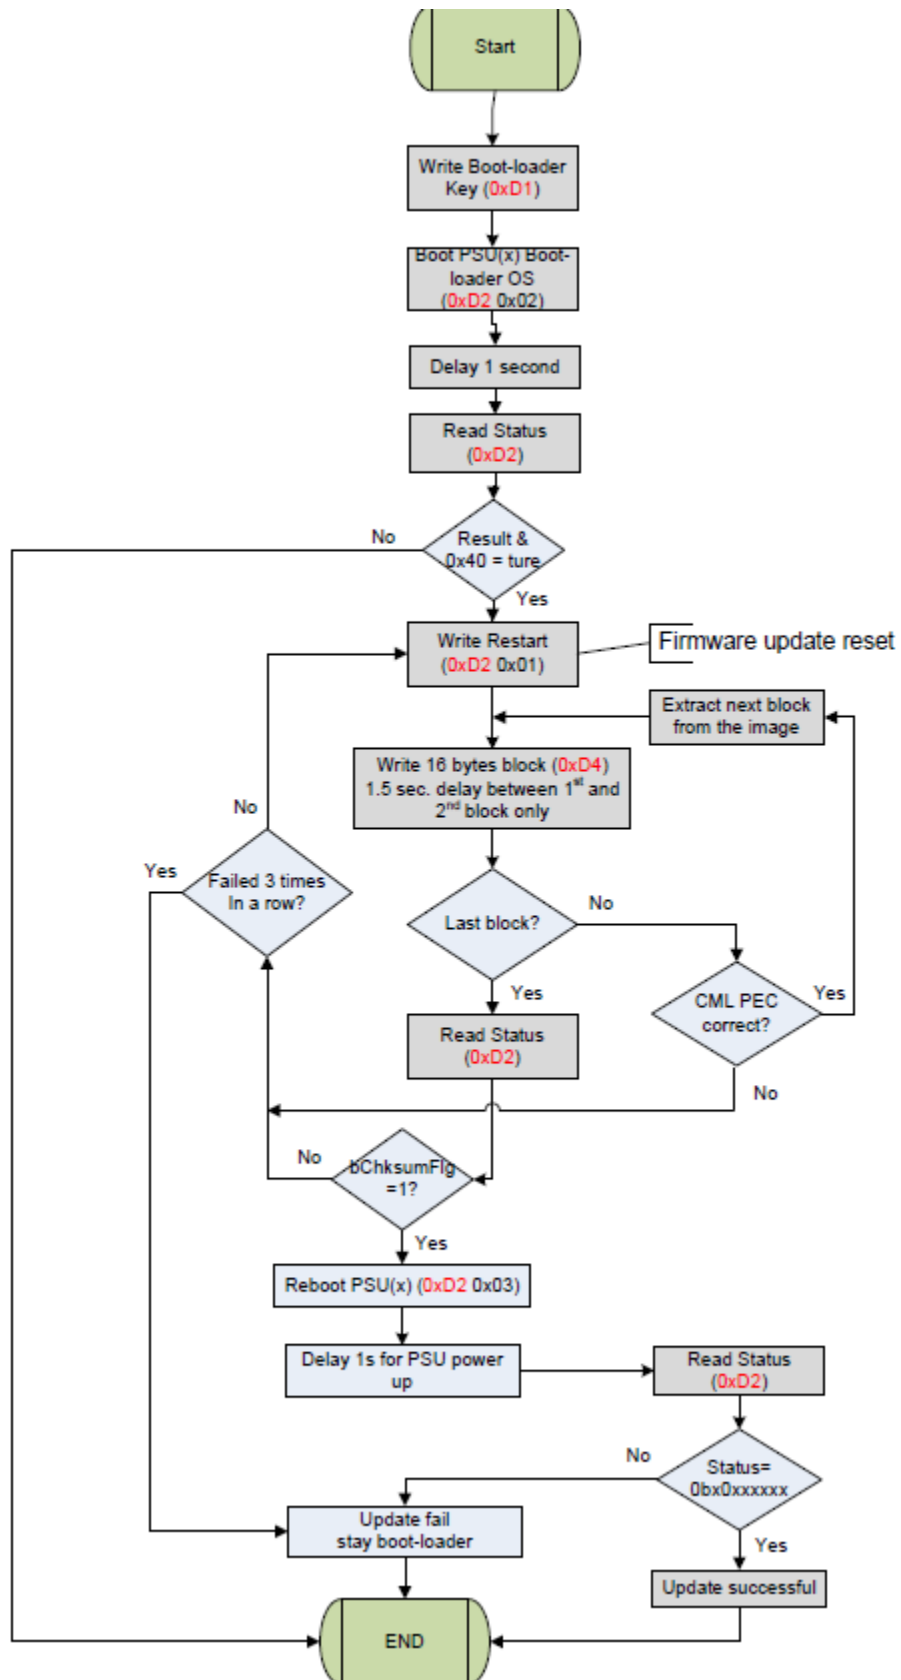 Start
Write Boot-loader
Key (0xD1)
Boot PSU(x) Boot-
loader OS
(0xD2 0x02)
Delay 1 second
Read Status
(0xD2)
No
Result &
0x40 = ture
Yes
Write Restart
(0xD2 0x01)
Firmware update reset
Extract next block
from the image
Write 16 bytes block (0xD4)
1.5 sec. delay between 1st and
2nd block only
No
Yes
Failed 3 times
In a row?
Last block?
No
Yes
CML PEC
correct?
Yes
Read Status
(0xD2)
No
No
bChksumFlg
=1?
Yes
Reboot PSU(x) (0xD2 0x03)
Delay 1s for PSU power
up
Read Status
(0xD2)
No
Status=
0bx0xxxxxx
Update fail
stay boot-loader
Yes
Update successful
END